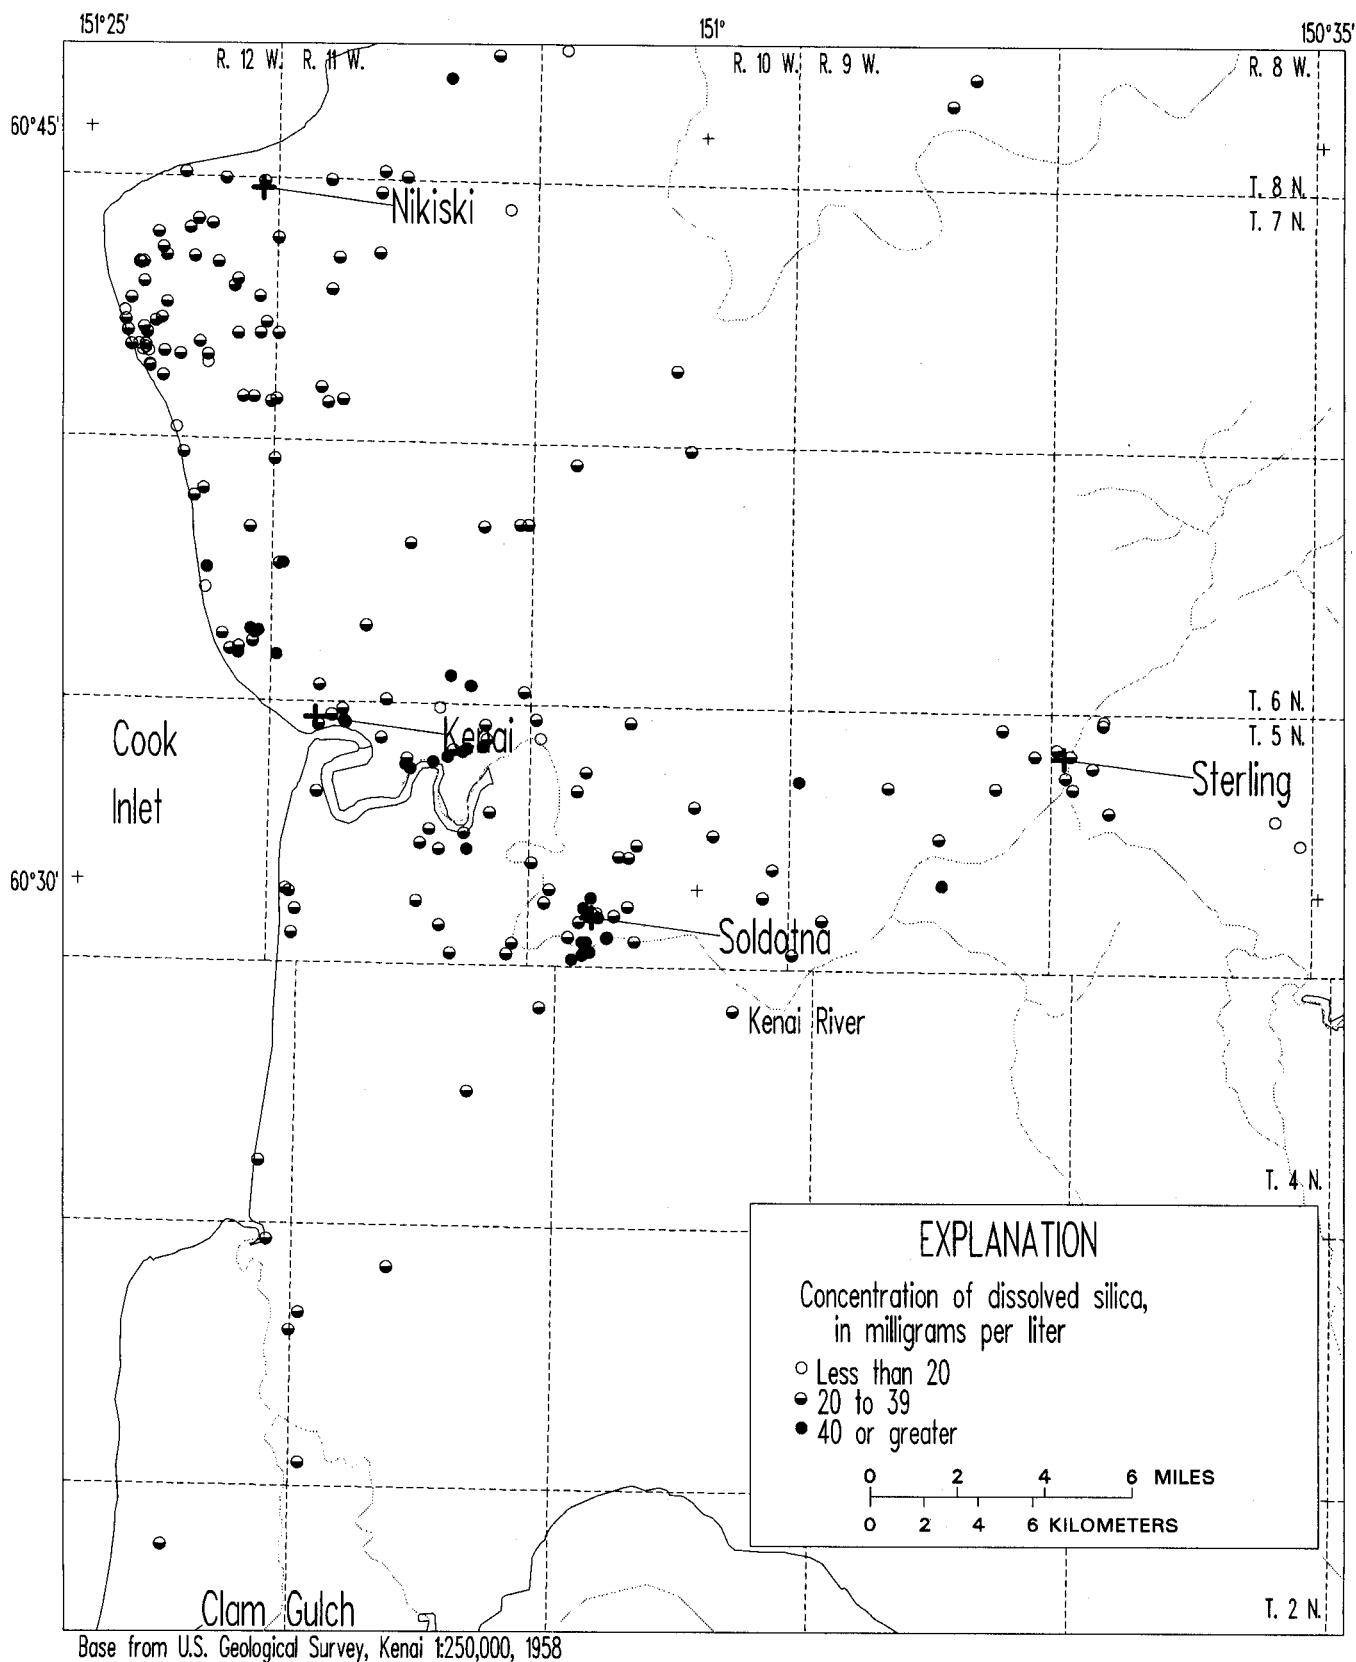 151°25' 151° 150°35'
R. 12 W. R. 11 W. R. 10 W. R. 9 W. R. 8 W.
60°45'
T. 8 N.
Nikiski
T. 7 N.
T. 6 N.
Cook
Inlet
Kenai
T. 5 N.
Sterling
60°30'
Soldotna
Kenai River
T. 4 N.
EXPLANATION
Concentration of dissolved silica,
in milligrams per liter
Less than 20
20 to 39
40 or greater
0 2 4 6 MILES
0 2 4 6 KILOMETERS
Clam Gulch
T. 2 N.
Base from U.S. Geological Survey, Kenai 1:250,000, 1958